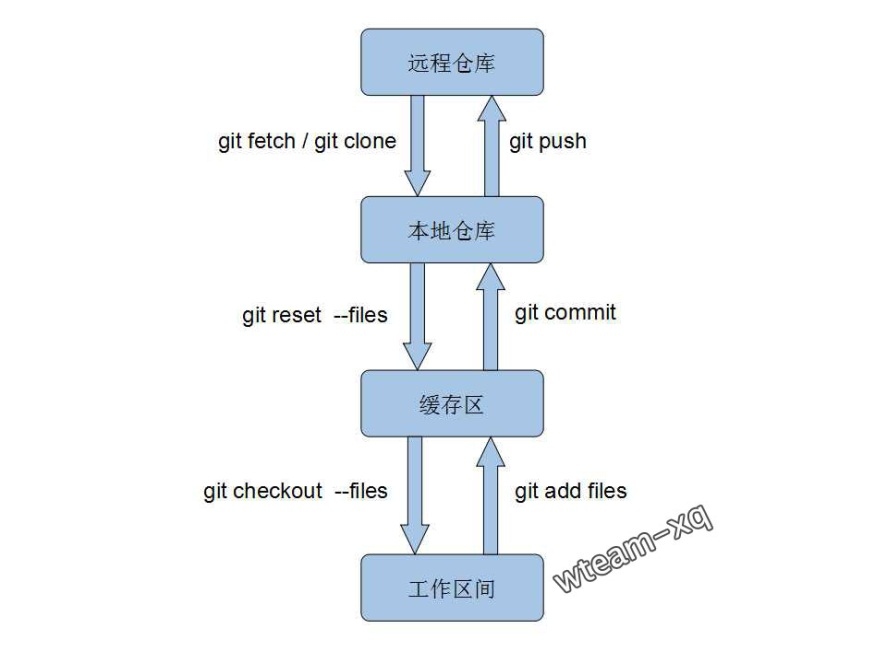 远程仓库
git fetch / git clone
git push
本地仓库
git reset --files
git commit
缓存区
git checkout --files
git add files
工作区间
wteam-xq